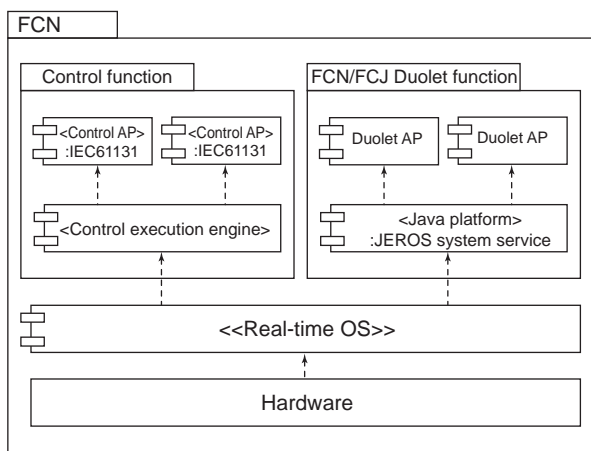 FCN
Control function
FCN/FCJ Duolet function
<Control AP>
:IEC61131
<Control AP>
:IEC61131
Duolet AP
Duolet AP
<Control execution engine>
<Java platform>
:JEROS system service
<<Real-time OS>>
Hardware